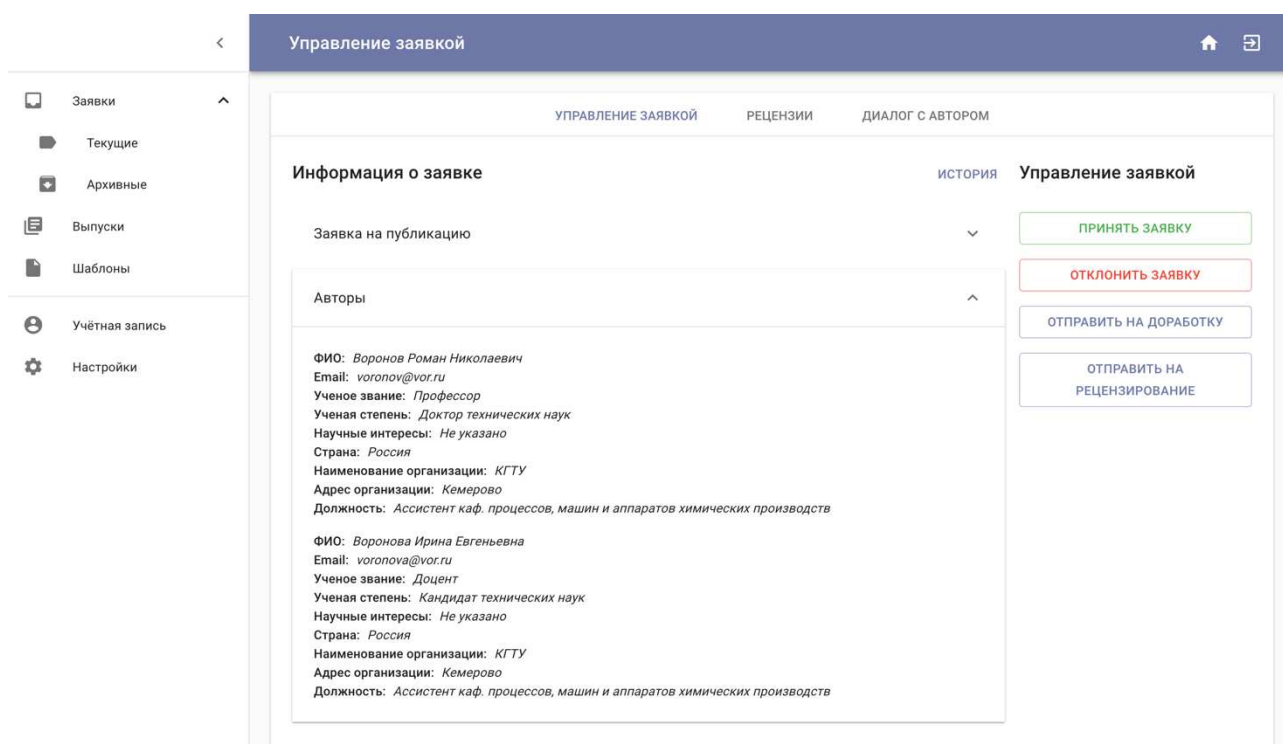 Управление заявкой
Заявки
Текущие
Архивные
Выпуски
Шаблоны
Учётная запись
Настройки
УПРАВЛЕНИЕ ЗАЯВКОЙ
РЕЦЕНЗИИ
ДИАЛОГ С АВТОРОМ
Информация о заявке
ИСТОРИЯ
Заявка на публикацию
Авторы
ФИО: Воронов Роман Николаевич
Email: voronov@vor.ru
Ученое звание: Профессор
Ученая степень: Доктор технических наук
Научные интересы: Не указано
Страна: Россия
Наименование организации: КГТУ
Адрес организации: Кемерово
Должность: Ассистент каф. процессов, машин и аппаратов химических производств
ФИО: Воронова Ирина Евгеньевна
Email: voronova@vor.ru
Ученое звание: Доцент
Ученая степень: Кандидат технических наук
Научные интересы: Не указано
Страна: Россия
Наименование организации: КГТУ
Адрес организации: Кемерово
Должность: Ассистент каф. процессов, машин и аппаратов химических производств
Управление заявкой
ПРИНЯТЬ ЗАЯВКУ
ОТКЛОНИТЬ ЗАЯВКУ
ОТПРАВИТЬ НА ДОРАБОТКУ
ОТПРАВИТЬ НА
РЕЦЕНЗИРОВАНИЕ